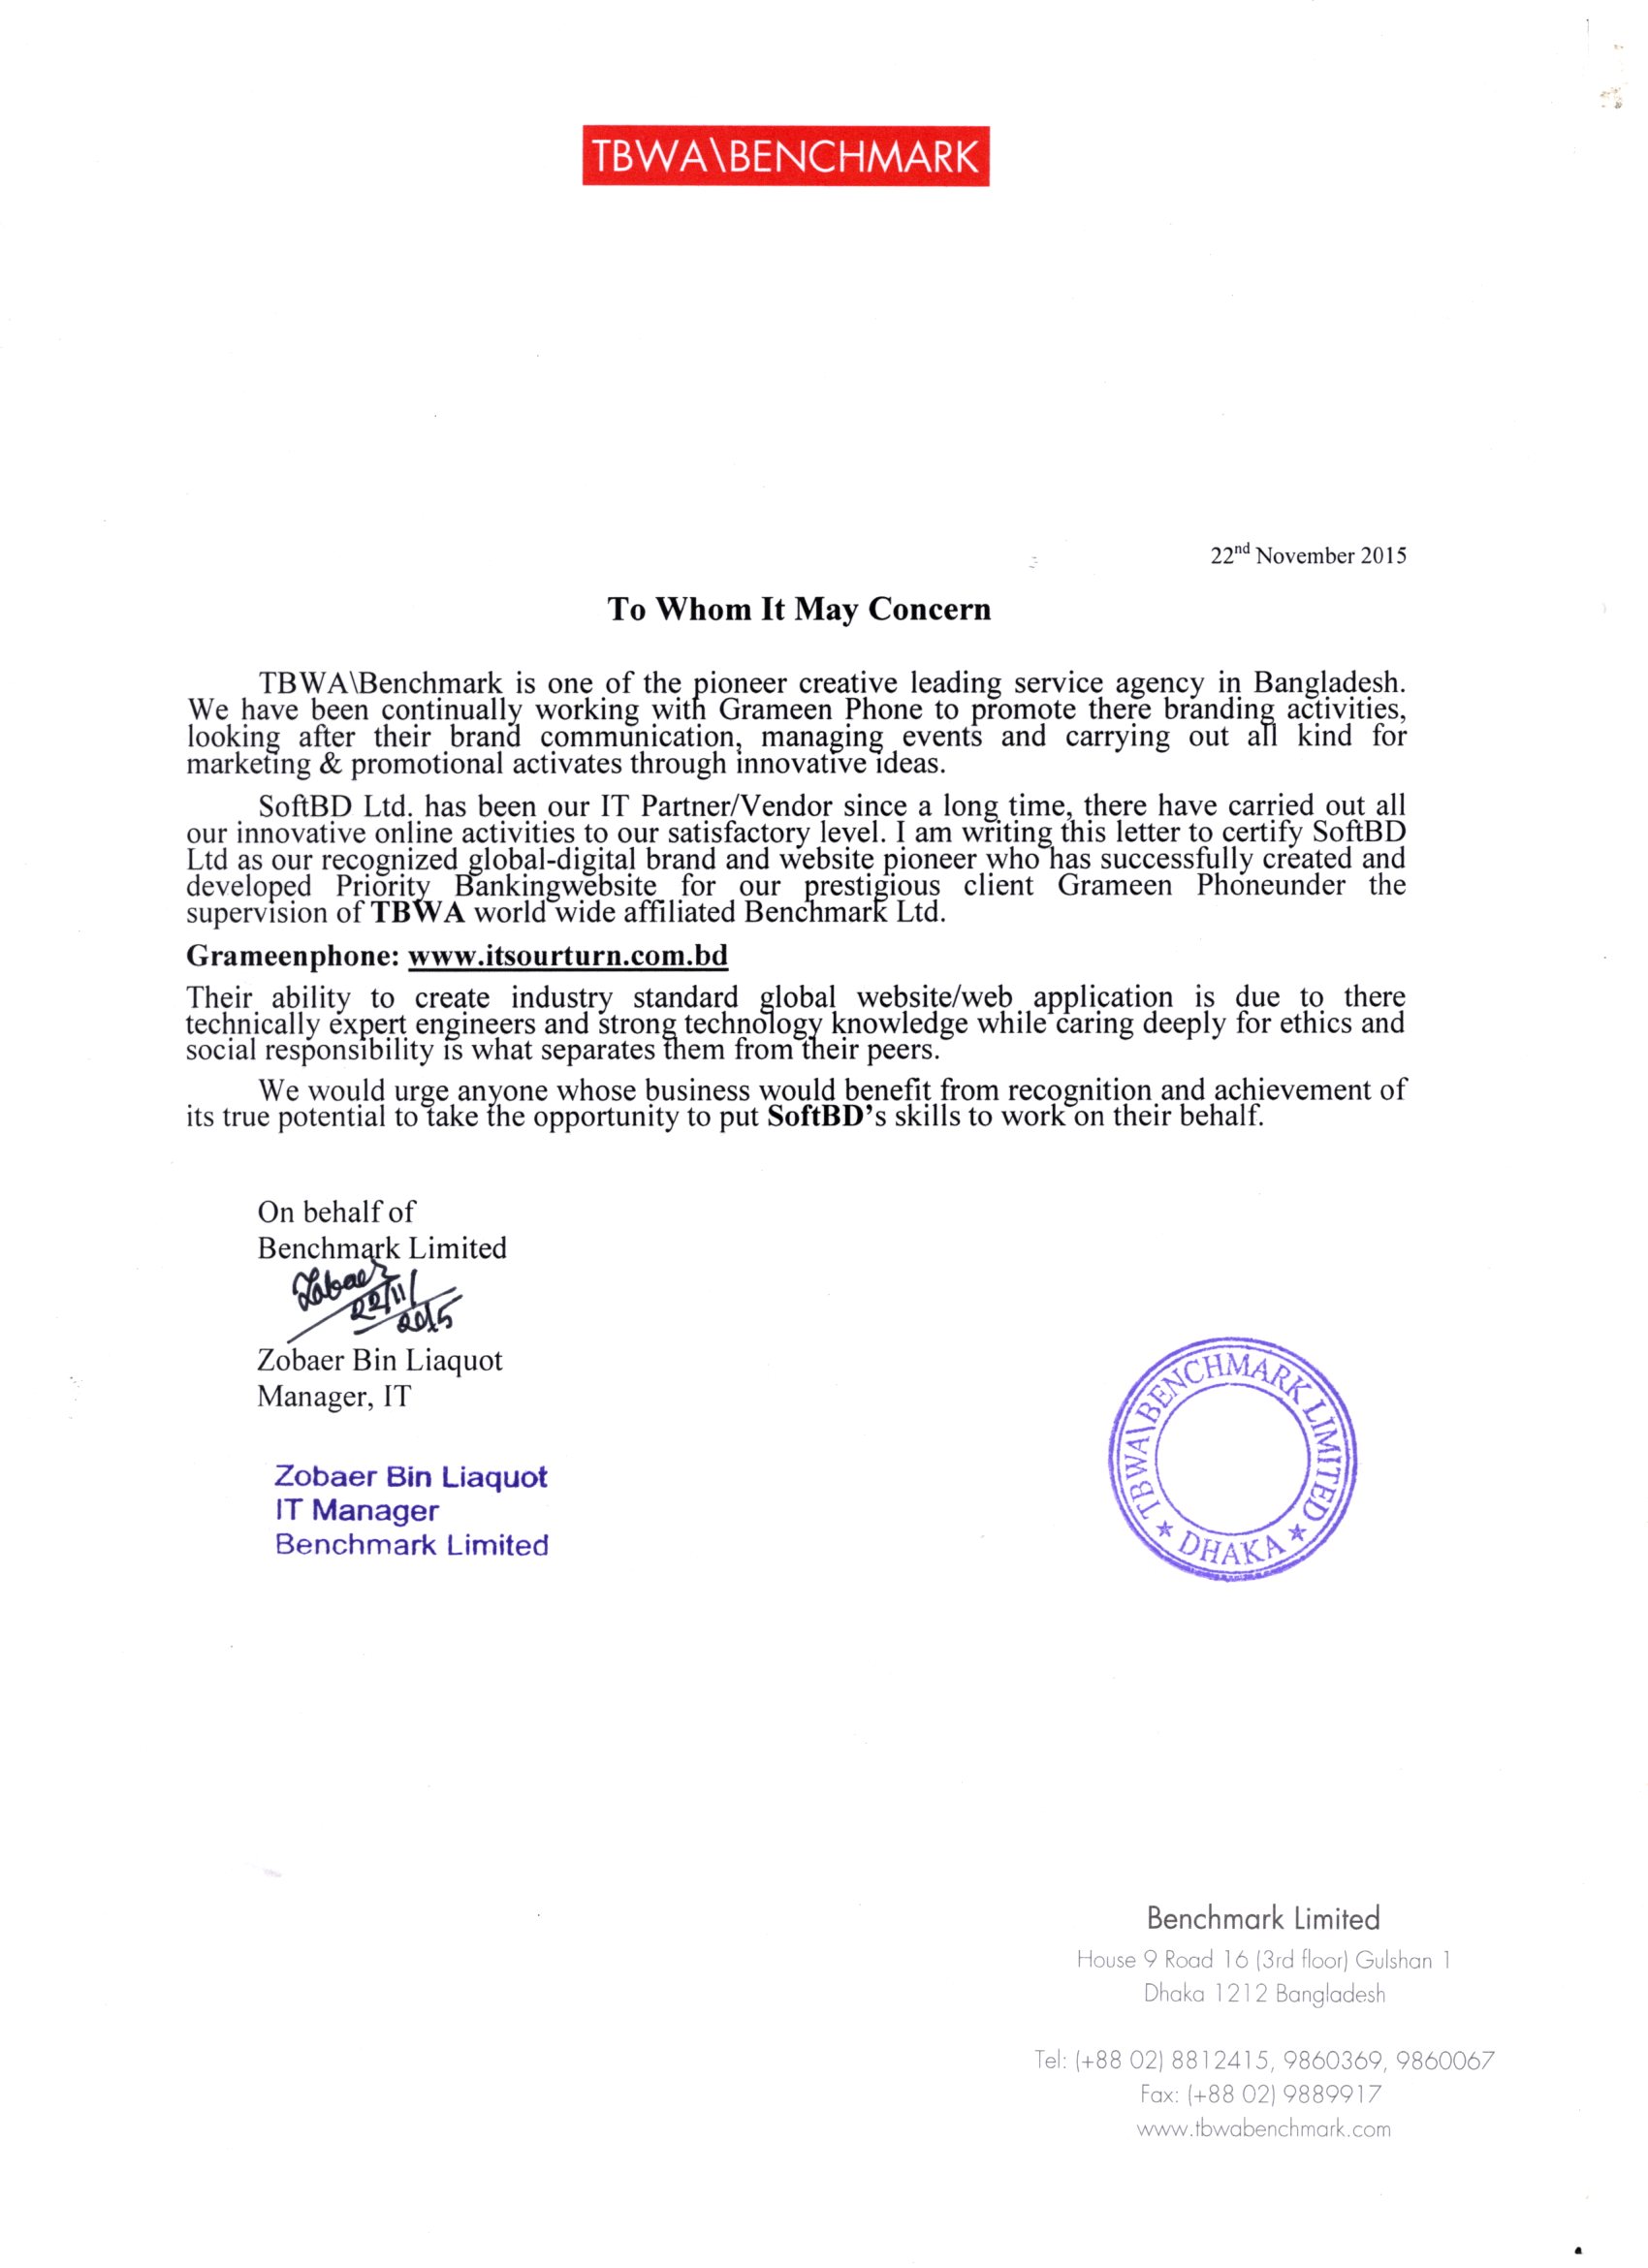 TBWA\BENCHMARK
22nd November 2015
To Whom It May Concern
TBWA\Benchmark is one of the pioneer creative leading service agency in Bangladesh.
We have been continually working with Grameen Phone to promote there branding activities,
looking after their brand communication, managing events and carrying out all kind for
marketing & promotional activates through innovative ideas.
SoftBD Ltd. has been our IT Partner/Vendor since a long time, there have carried out all
our innovative online activities to our satisfactory level. I am writing this letter to certify SoftBD
Ltd as our recognized global-digital brand and website pioneer who has successfully created and
developed Priority Bankingwebsite for our prestigious client Grameen Phoneunder the
supervision of TBWA world wide affiliated Benchmark Ltd.
Grameenphone: www.itsourturn.com.bd
Their ability to create industry standard global website/web application is due to there
technically expert engineers and strong technology knowledge while caring deeply for ethics and
social responsibility is what separates them from their peers.
We would urge anyone whose business would benefit from recognition and achievement of
its true potential to take the opportunity to put SoftBD's skills to work on their behalf.
On behalf of
Benchmark Limited
Zobaer
22/11/
2015
Zobaer Bin Liaquot
Manager, IT
Zobaer Bin Liaquot
IT Manager
Benchmark Limited
TBWA\BENCHMARK LIMITED
★ DHAKA ★
Benchmark Limited
House 9 Road 16 (3rd floor) Gulshan 1
Dhaka 1212 Bangladesh
Tel: (+88 02) 8812415, 9860369, 9860067
Fax: (+88 02) 9889917
www.tbwabenchmark.com